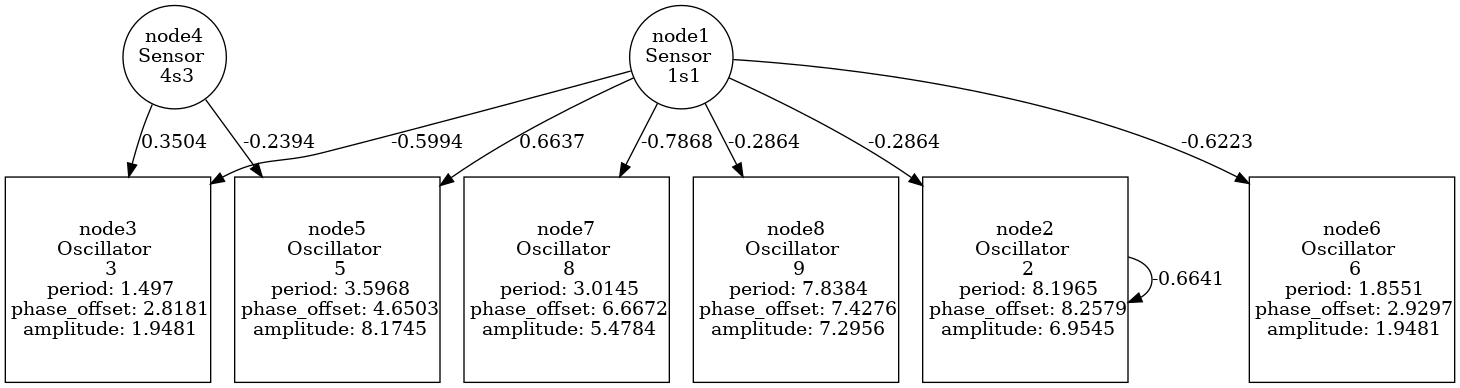 node4
Sensor
4s3
node1
Sensor
1s1
0.3504
-0.2394
-0.5994
0.6637
-0.7868
-0.2864
-0.2864
-0.6223
node3
Oscillator
3
period: 1.497
phase_offset: 2.8181
amplitude: 1.9481
node5
Oscillator
5
period: 3.5968
phase_offset: 4.6503
amplitude: 8.1745
node7
Oscillator
8
period: 3.0145
phase_offset: 6.6672
amplitude: 5.4784
node8
Oscillator
9
period: 7.8384
phase_offset: 7.4276
amplitude: 7.2956
node2
Oscillator
2
period: 8.1965
phase_offset: 8.2579
amplitude: 6.9545
-0.6641
node6
Oscillator
6
period: 1.8551
phase_offset: 2.9297
amplitude: 1.9481